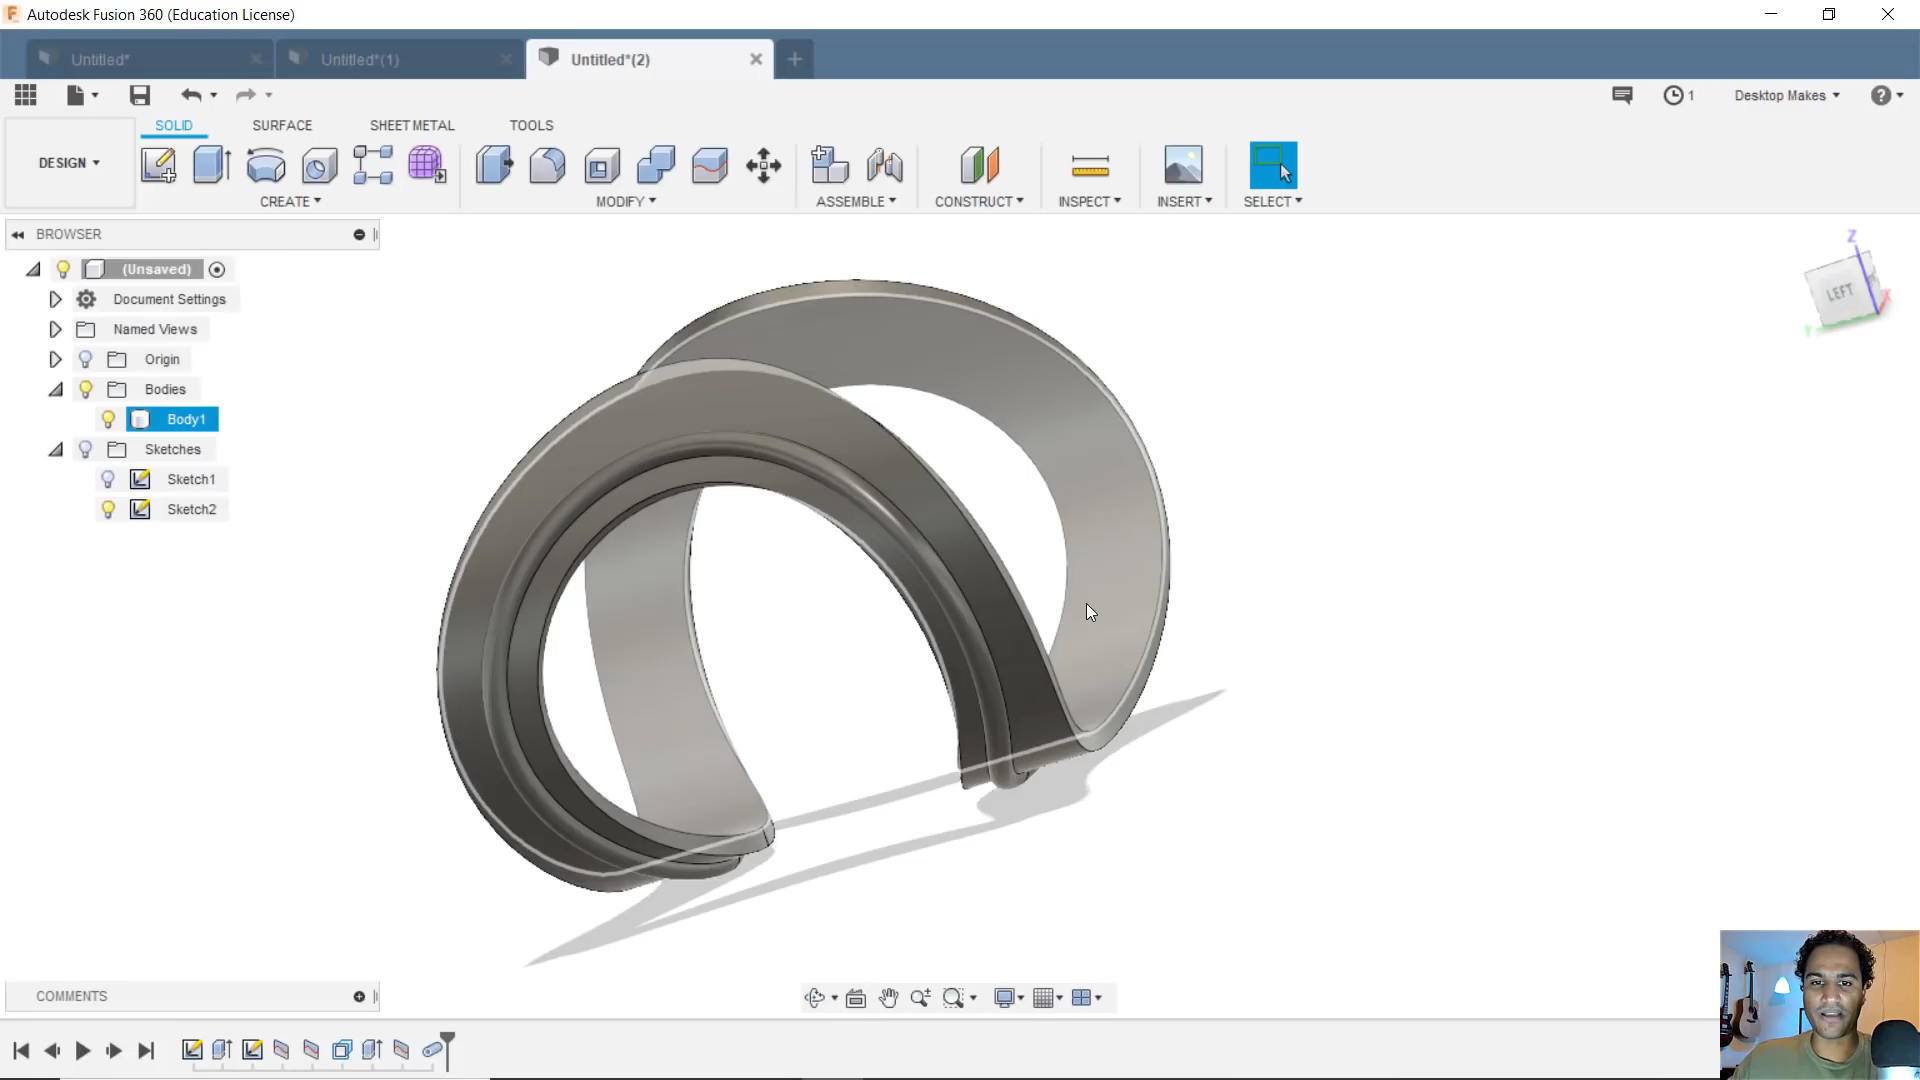 Autodesk Fusion 360 (Education License)
Untitled*
Untitled*(1)
Untitled*(2)
1
Desktop Makes
?
DESIGN
SOLID
SURFACE
SHEET METAL
TOOLS
CREATE
MODIFY
ASSEMBLE
CONSTRUCT
INSPECT
INSERT
SELECT
BROWSER
(Unsaved)
Document Settings
Named Views
Origin
Bodies
Body1
Sketches
Sketch1
Sketch2
Z
LEFT
X
Y
COMMENTS